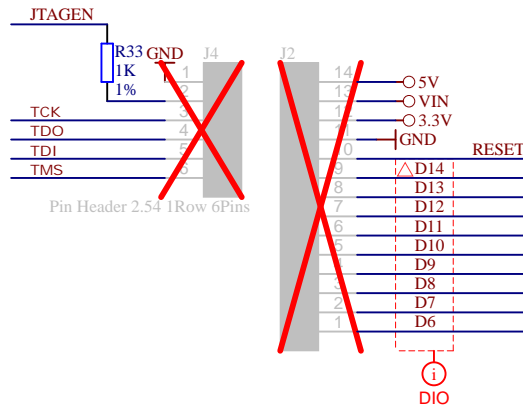 JTAGEN
R33
1K
1%
GND
J4
1
2
TCK
3
TDO
4
TDI
5
TMS
6
Pin Header 2.54 1Row 6Pins
J2
14
5V
13
VIN
12
3.3V
11
GND
10
RESET
9
D14
8
D13
7
D12
6
D11
5
D10
4
D9
3
D8
2
D7
1
D6
i
DIO